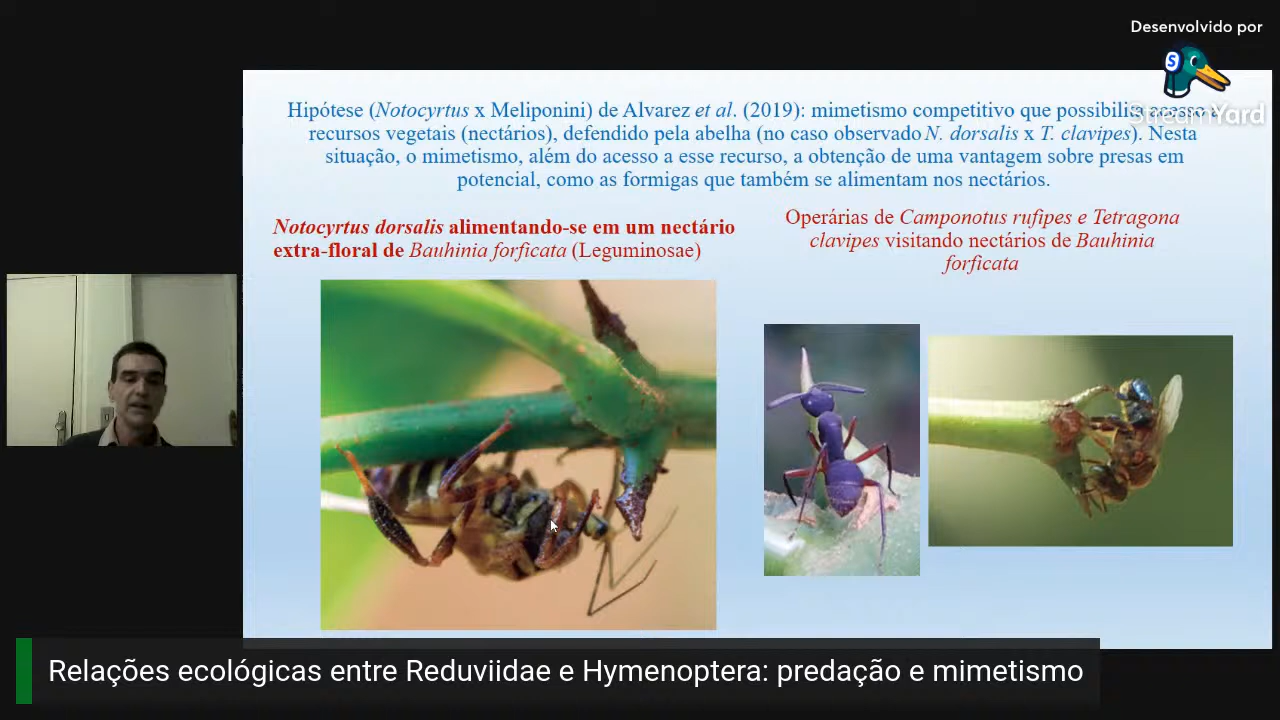 Desenvolvido por
StreamYard
Hipótese (Notocyrtus x Meliponini) de Alvarez et al. (2019): mimetismo competitivo que possibilita acesso a
recursos vegetais (nectários), defendido pela abelha (no caso observado N. dorsalis x T. clavipes). Nesta
situação, o mimetismo, além do acesso a esse recurso, a obtenção de uma vantagem sobre presas em
potencial, como as formigas que também se alimentam nos nectários.
Notocyrtus dorsalis alimentando-se em um nectário
extra-floral de Bauhinia forficata (Leguminosae)
Operárias de Camponotus rufipes e Tetragona
clavipes visitando nectários de Bauhinia
forficata
Relações ecológicas entre Reduviidae e Hymenoptera: predação e mimetismo